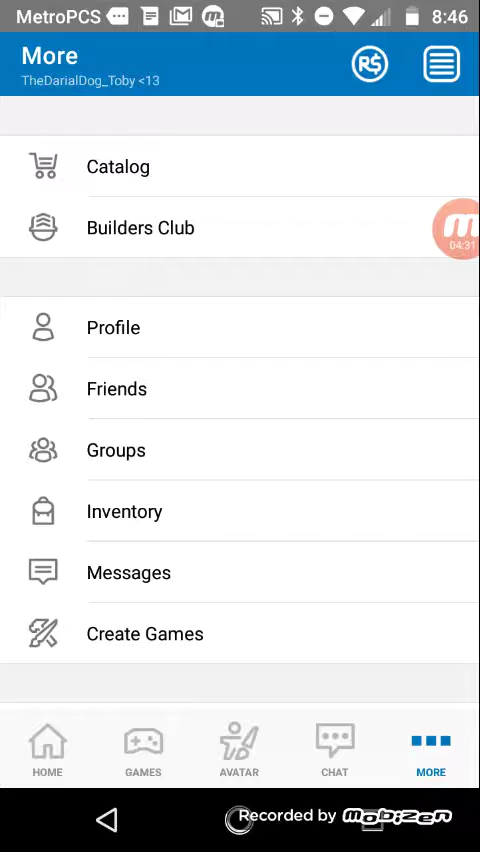 MetroPCS 8:46
More
TheDarialDog_Toby <13
R$
Catalog
Builders Club
04:31
Profile
Friends
Groups
Inventory
Messages
Create Games
HOME GAMES AVATAR CHAT MORE
Recorded by Mobizen